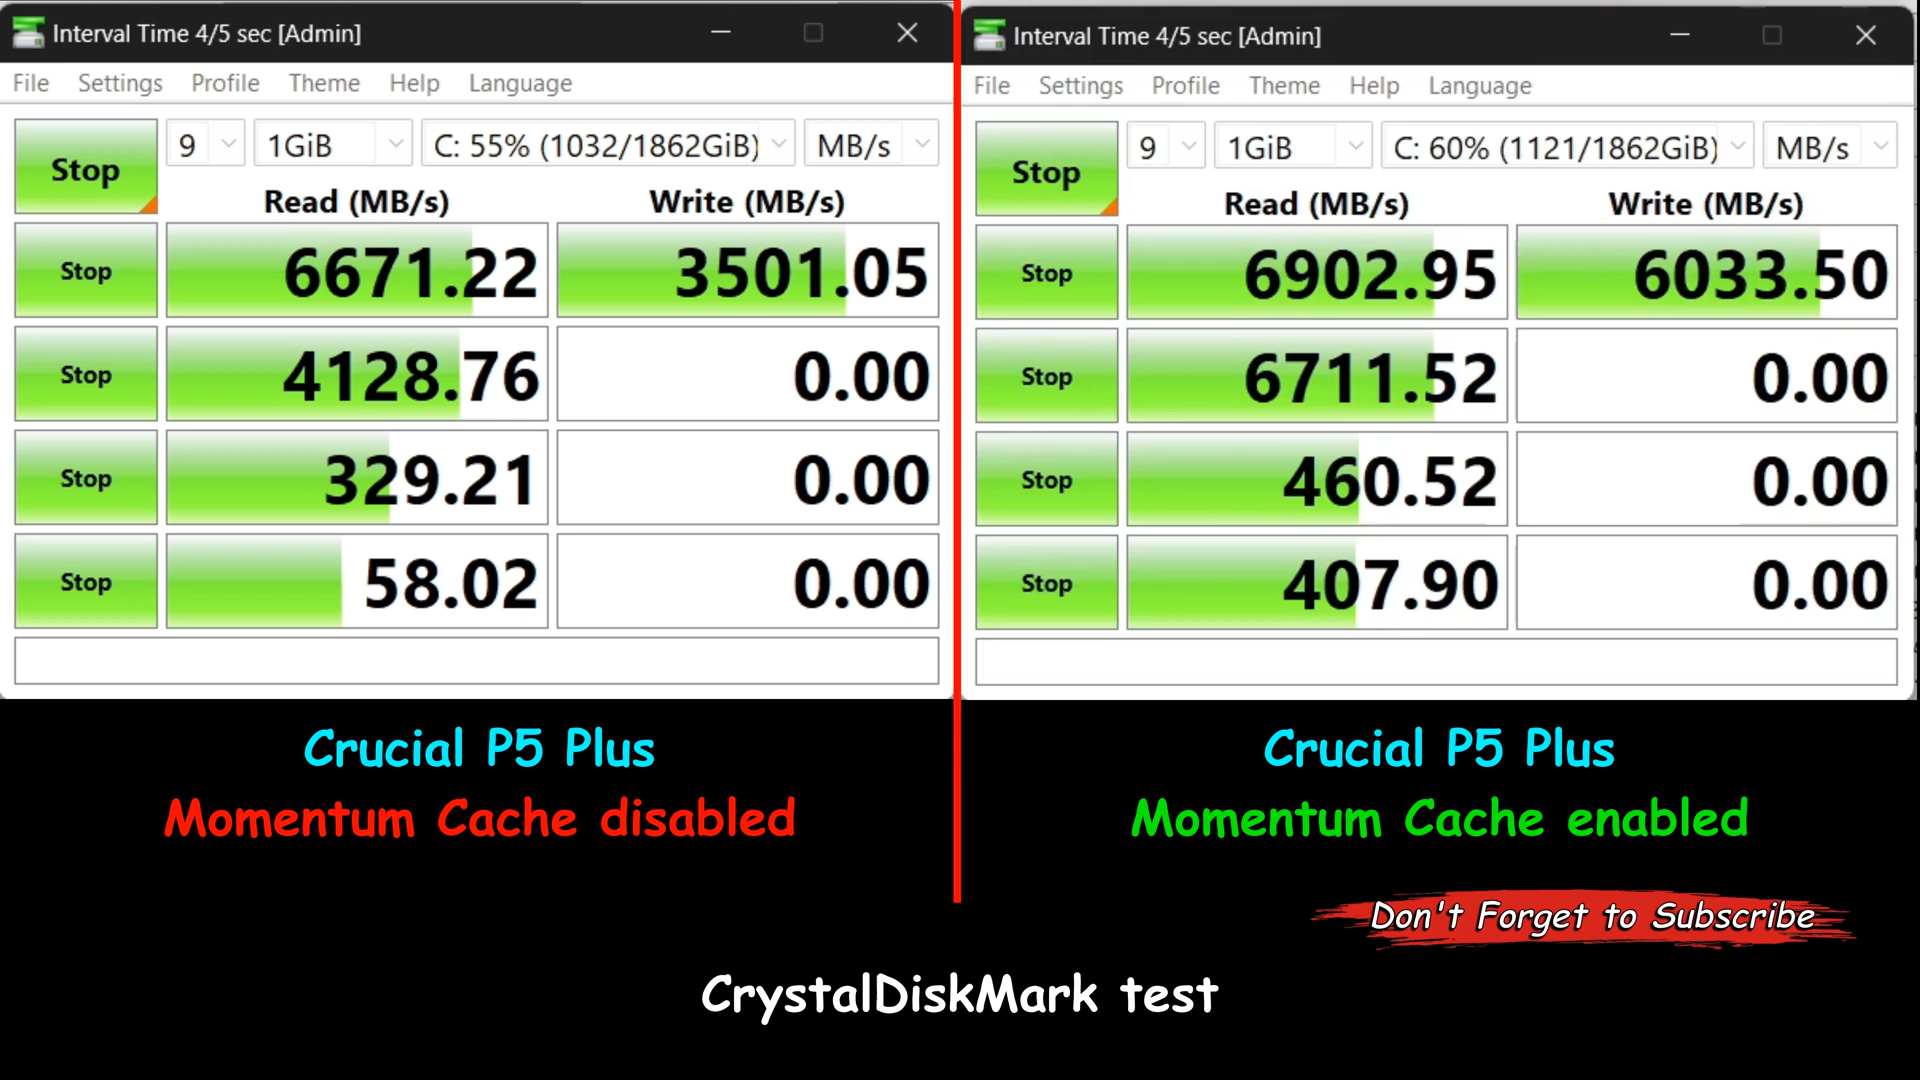 Interval Time 4/5 sec [Admin]
File Settings Profile Theme Help Language
Stop 9 1GiB C: 55% (1032/1862GiB) MB/s
Read (MB/s) Write (MB/s)
Stop 6671.22 3501.05
Stop 4128.76 0.00
Stop 329.21 0.00
Stop 58.02 0.00
Crucial P5 Plus
Momentum Cache disabled
Interval Time 4/5 sec [Admin]
File Settings Profile Theme Help Language
Stop 9 1GiB C: 60% (1121/1862GiB) MB/s
Read (MB/s) Write (MB/s)
Stop 6902.95 6033.50
Stop 6711.52 0.00
Stop 460.52 0.00
Stop 407.90 0.00
Crucial P5 Plus
Momentum Cache enabled
Don't Forget to Subscribe
CrystalDiskMark test